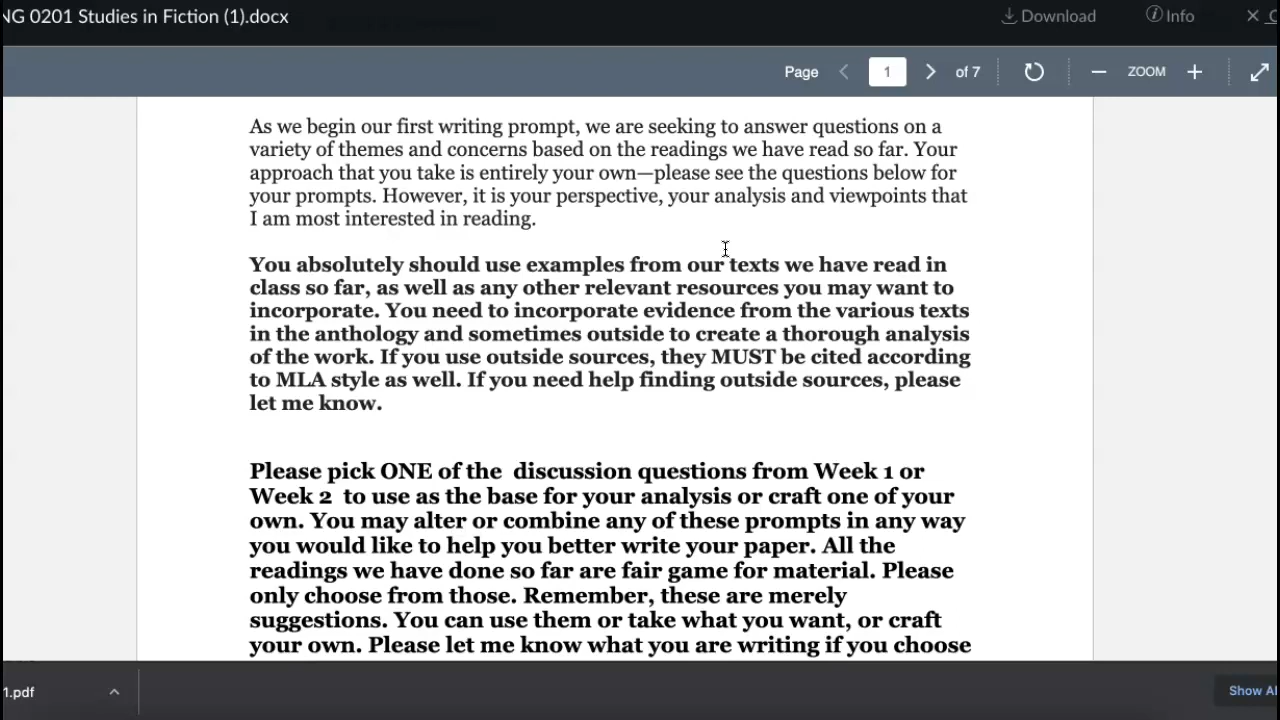 NG 0201 Studies in Fiction (1).docx
Download
Info
Page
1
of 7
ZOOM
As we begin our first writing prompt, we are seeking to answer questions on a
variety of themes and concerns based on the readings we have read so far. Your
approach that you take is entirely your own—please see the questions below for
your prompts. However, it is your perspective, your analysis and viewpoints that
I am most interested in reading.
You absolutely should use examples from our texts we have read in
class so far, as well as any other relevant resources you may want to
incorporate. You need to incorporate evidence from the various texts
in the anthology and sometimes outside to create a thorough analysis
of the work. If you use outside sources, they MUST be cited according
to MLA style as well. If you need help finding outside sources, please
let me know.
Please pick ONE of the  discussion questions from Week 1 or
Week 2  to use as the base for your analysis or craft one of your
own. You may alter or combine any of these prompts in any way
you would like to help you better write your paper. All the
readings we have done so far are fair game for material. Please
only choose from those. Remember, these are merely
suggestions. You can use them or take what you want, or craft
your own. Please let me know what you are writing if you choose
1.pdf
Show